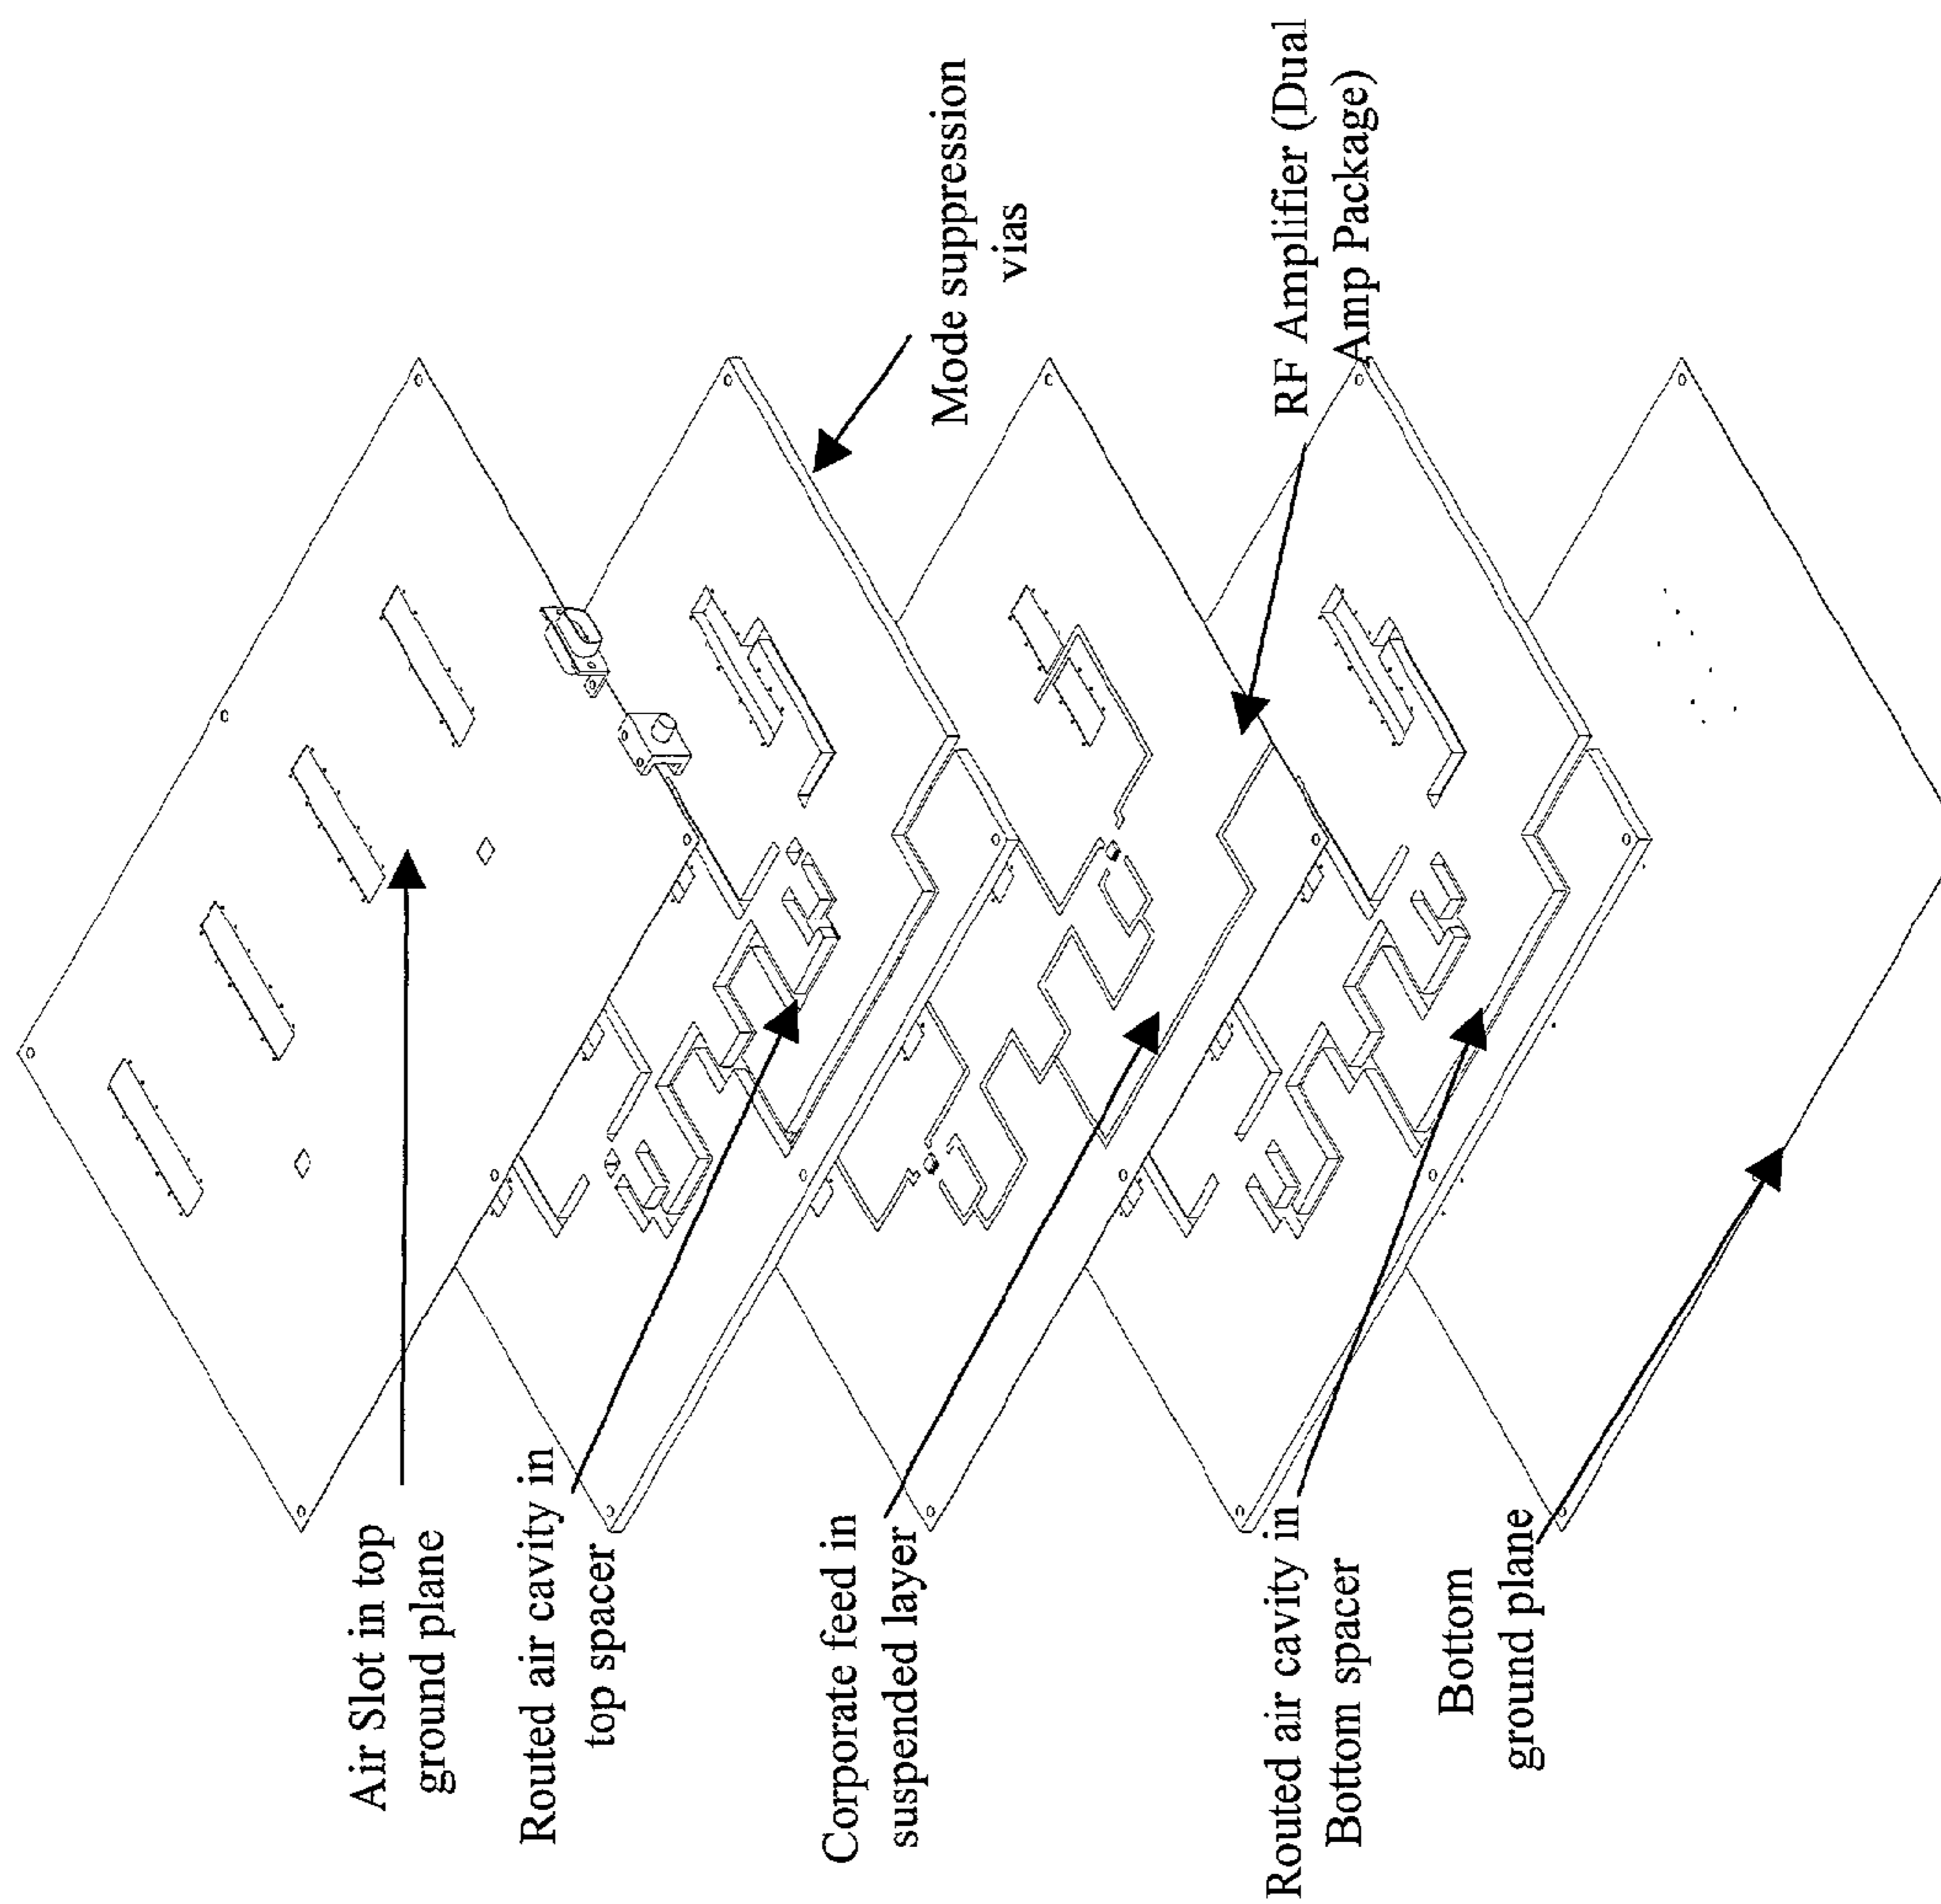 Air Slot in top
ground plane
Routed air cavity in
top spacer
Corporate feed in
suspended layer
Routed air cavity in
Bottom spacer
Bottom
ground plane
Mode suppression
vias
RF Amplifier (Dual
Amp Package)